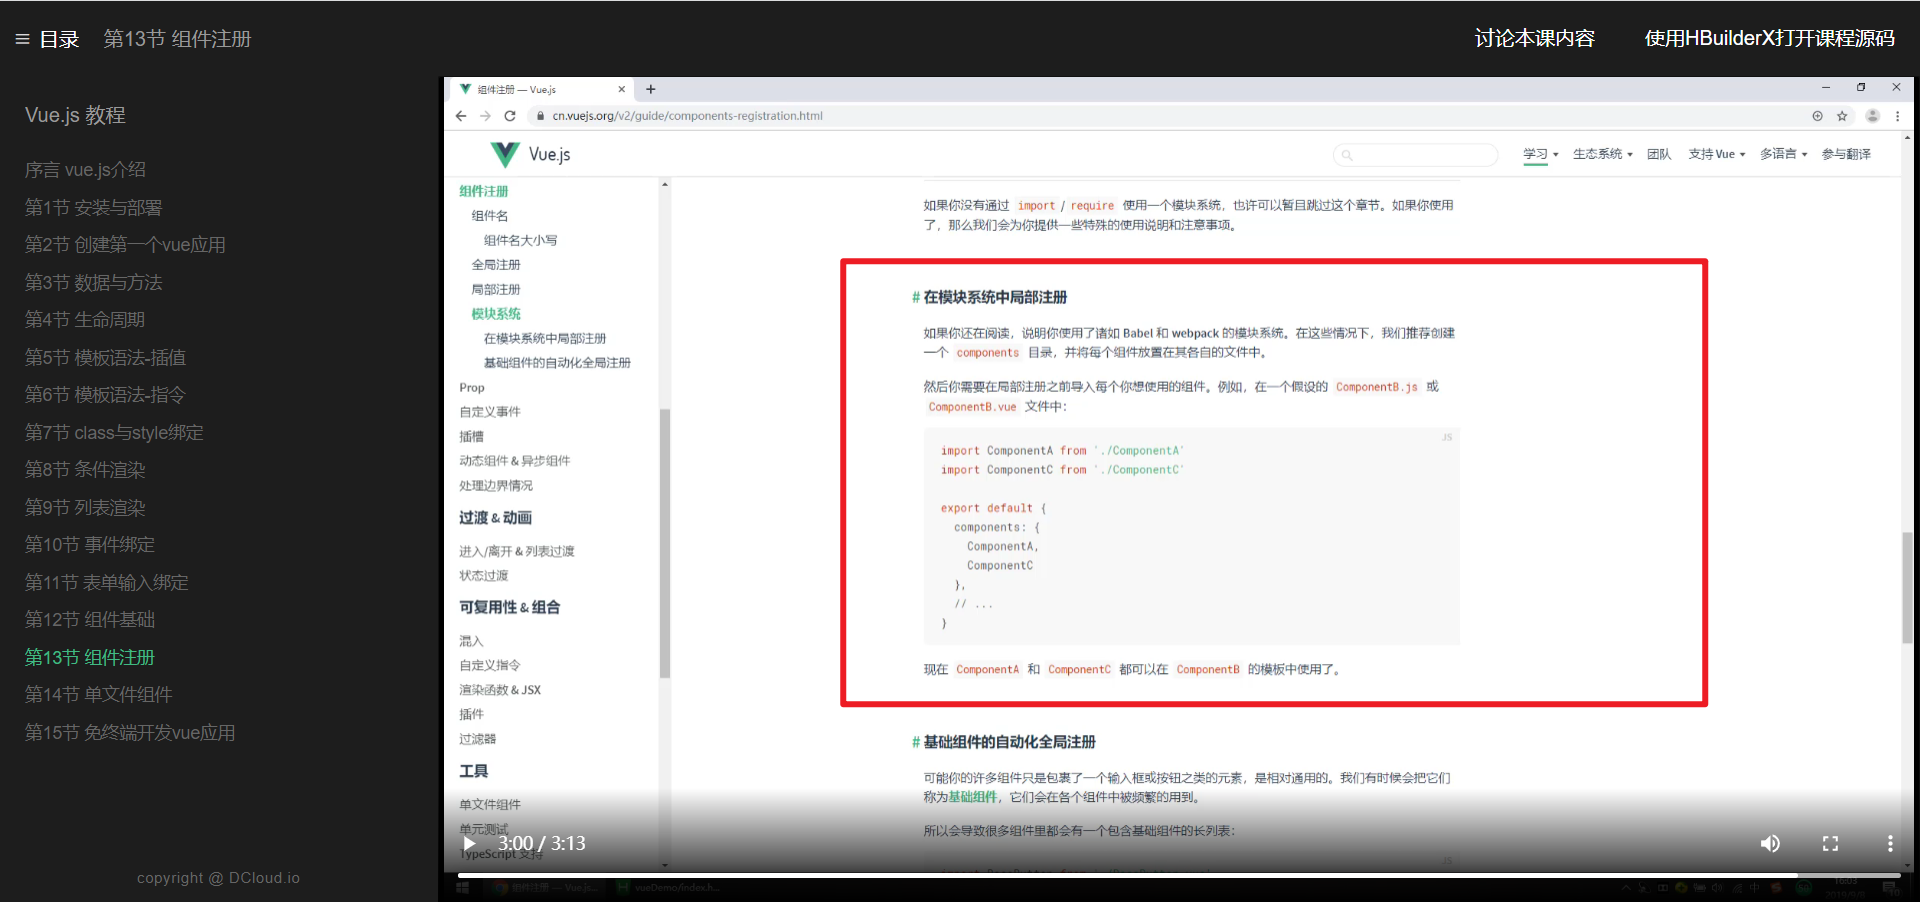 目录 第13节 组件注册
讨论本课内容 使用HBuilderX打开课程源码
Vue.js 教程
序言 vue.js介绍
第1节 安装与部署
第2节 创建第一个vue应用
第3节 数据与方法
第4节 生命周期
第5节 模板语法-插值
第6节 模板语法-指令
第7节 class与style绑定
第8节 条件渲染
第9节 列表渲染
第10节 事件绑定
第11节 表单输入绑定
第12节 组件基础
第13节 组件注册
第14节 单文件组件
第15节 免终端开发vue应用
copyright @ DCloud.io
组件注册 — Vue.js
cn.vuejs.org/v2/guide/components-registration.html
Vue.js
学习 生态系统 团队 支持 Vue 多语言 参与翻译
组件注册
组件名
组件名大小写
全局注册
局部注册
模块系统
在模块系统中局部注册
基础组件的自动化全局注册
Prop
自定义事件
插槽
动态组件 & 异步组件
处理边界情况
过渡 & 动画
进入/离开 & 列表过渡
状态过渡
可复用性 & 组合
混入
自定义指令
渲染函数 & JSX
插件
过滤器
工具
单文件组件
单元测试
TypeScript 支持
如果你没有通过 import / require 使用一个模块系统，也许可以暂且跳过这个章节。如果你使用
了，那么我们会为你提供一些特殊的使用说明和注意事项。
# 在模块系统中局部注册
如果你还在阅读，说明你使用了诸如 Babel 和 webpack 的模块系统。在这些情况下，我们推荐创建
一个 components 目录，并将每个组件放置在其各自的文件中。
然后你需要在局部注册之前导入每个你想使用的组件。例如，在一个假设的 ComponentB.js 或
ComponentB.vue 文件中：
JS
import ComponentA from './ComponentA'
import ComponentC from './ComponentC'
export default {
components: {
ComponentA,
ComponentC
},
// ...
}
现在 ComponentA 和 ComponentC 都可以在 ComponentB 的模板中使用了。
# 基础组件的自动化全局注册
可能你的许多组件只是包裹了一个输入框或按钮之类的元素，是相对通用的。我们有时候会把它们
称为基础组件，它们会在各个组件中被频繁的用到。
所以会导致很多组件里都会有一个包含基础组件的长列表：
JS
3:00 / 3:13
组件注册 — Vue.js... vueDemo/index.h...